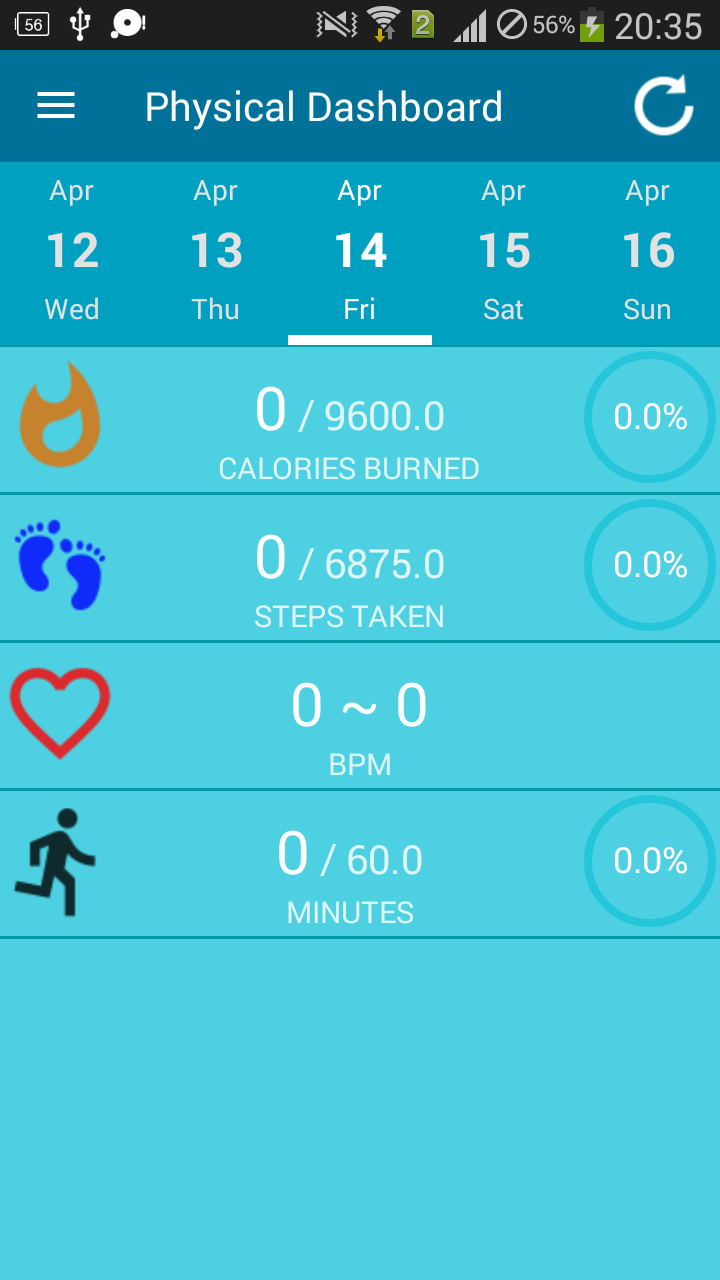 56 2 56% 20:35
Physical Dashboard
Apr Apr Apr Apr Apr
12 13 14 15 16
Wed Thu Fri Sat Sun
0 / 9600.0
0.0%
CALORIES BURNED
0 / 6875.0
0.0%
STEPS TAKEN
0 ~ 0
BPM
0 / 60.0
0.0%
MINUTES